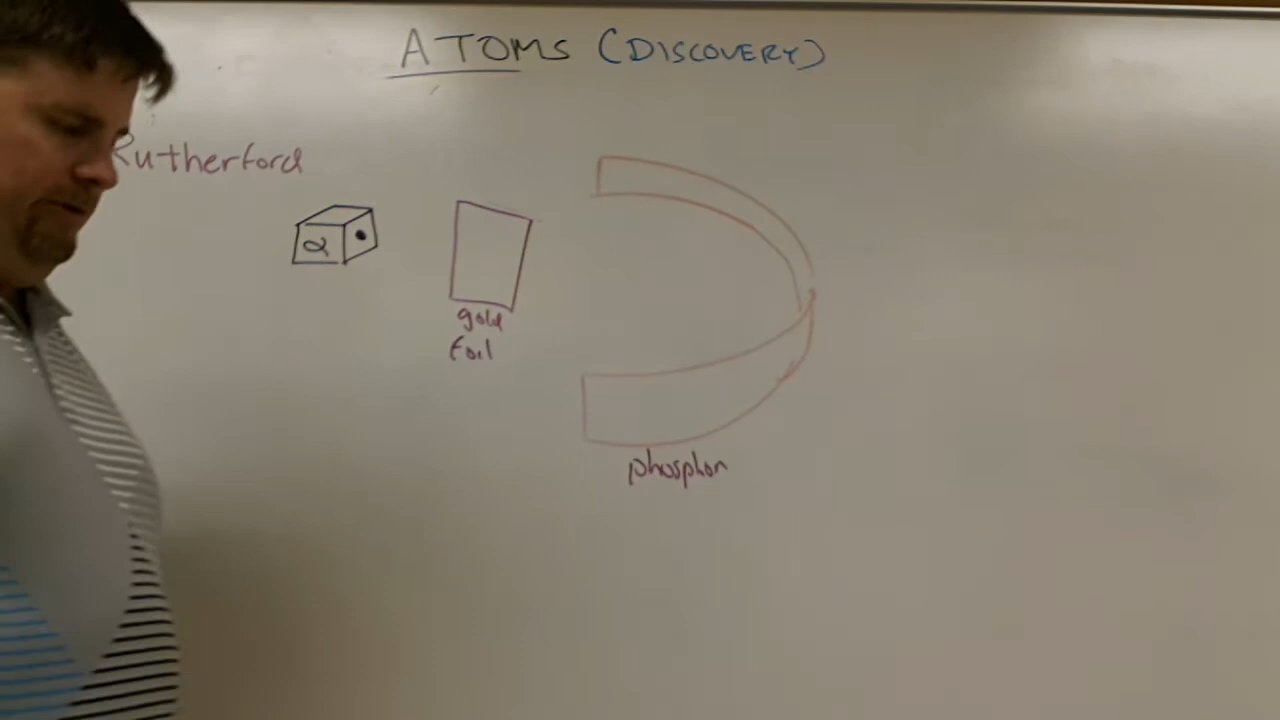 ATOMS (DISCOVERY)
Rutherford
α
gold
foil
phosphor